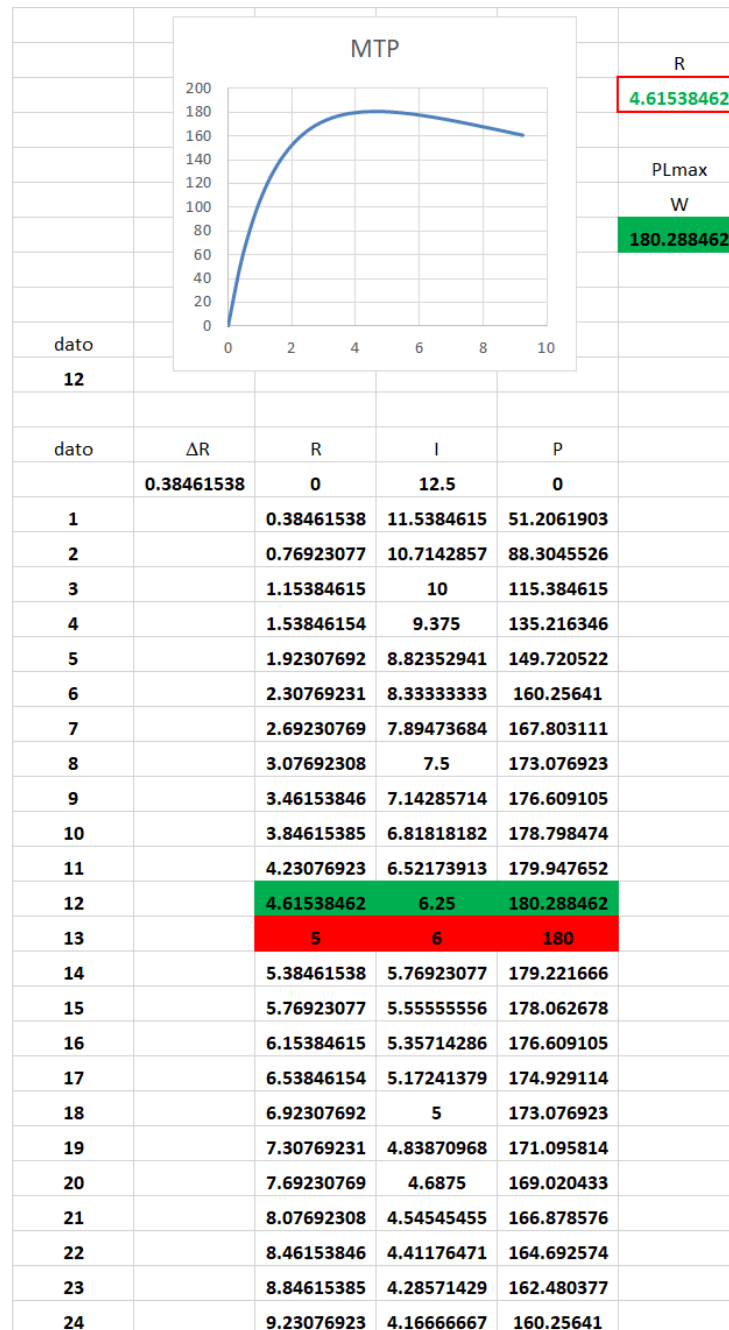 MTP
200
180
160
140
120
100
80
60
40
20
0
0 2 4 6 8 10
R
4.61538462
PLmax
W
180.288462
dato
12
dato ΔR R I P
0.38461538 0 12.5 0
1 0.38461538 11.5384615 51.2061903
2 0.76923077 10.7142857 88.3045526
3 1.15384615 10 115.384615
4 1.53846154 9.375 135.216346
5 1.92307692 8.82352941 149.720522
6 2.30769231 8.33333333 160.25641
7 2.69230769 7.89473684 167.803111
8 3.07692308 7.5 173.076923
9 3.46153846 7.14285714 176.609105
10 3.84615385 6.81818182 178.798474
11 4.23076923 6.52173913 179.947652
12 4.61538462 6.25 180.288462
13 5 6 180
14 5.38461538 5.76923077 179.221666
15 5.76923077 5.55555556 178.062678
16 6.15384615 5.35714286 176.609105
17 6.53846154 5.17241379 174.929114
18 6.92307692 5 173.076923
19 7.30769231 4.83870968 171.095814
20 7.69230769 4.6875 169.020433
21 8.07692308 4.54545455 166.878576
22 8.46153846 4.41176471 164.692574
23 8.84615385 4.28571429 162.480377
24 9.23076923 4.16666667 160.25641